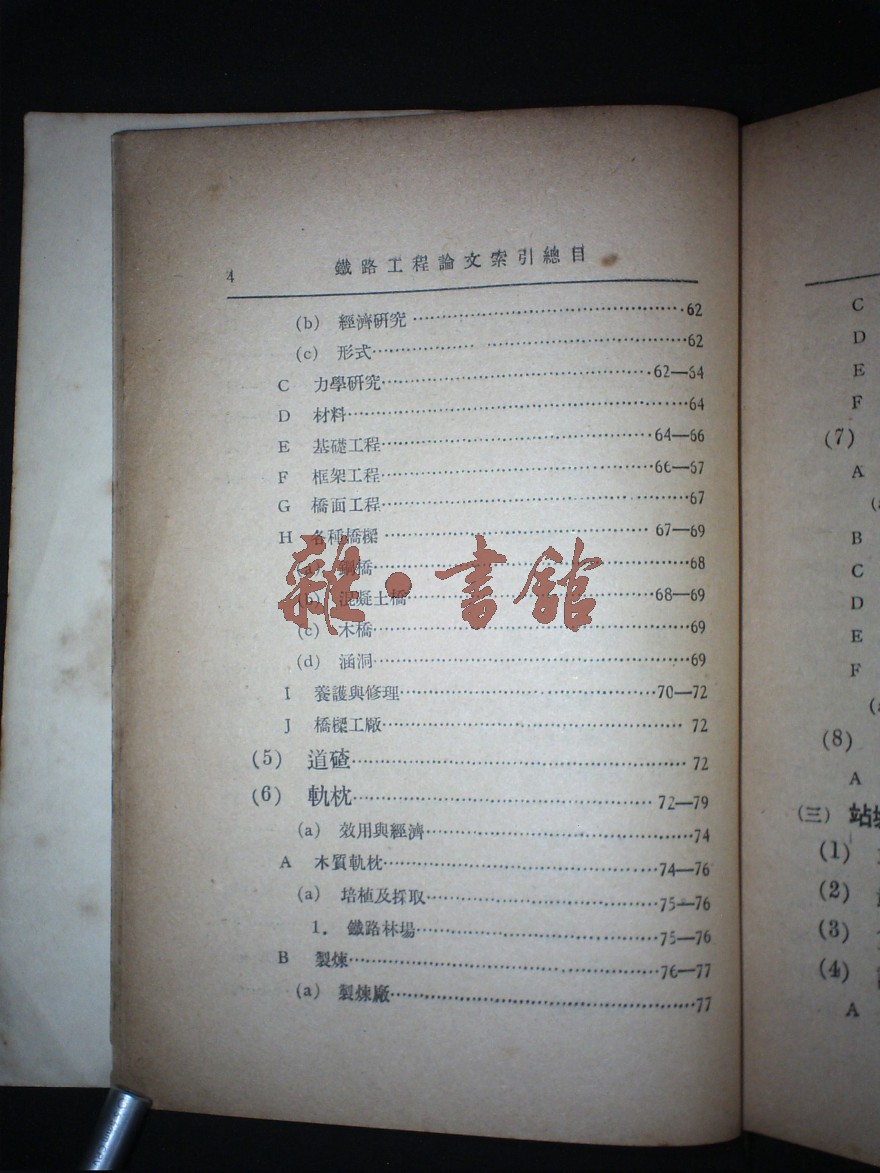 4 鐵路工程論文索引總目
(b) 經濟研究 ········ 62
(c) 形式 ········ 62
C 力學研究 ········ 62—64
D 材料 ········ 64
E 基礎工程 ········ 64—66
F 框架工程 ········ 66—67
G 橋面工程 ········ 67
H 各種橋樑 ········ 67—69
(a) 鋼橋 ········ 68
(b) 混凝土橋 ········ 68—69
(c) 木橋 ········ 69
(d) 涵洞 ········ 69
I 養護與修理 ········ 70—72
J 橋樑工廠 ········ 72
(5) 道碴 ········ 72
(6) 軌枕 ········ 72—79
(a) 效用與經濟 ········ 74
A 木質軌枕 ········ 74—76
(a) 培植及採取 ········ 75—76
1. 鐵路林場 ········ 75—76
B 製煉 ········ 76—77
(a) 製煉廠 ········ 77
雜·書館
C
D
E
F
(7)
A
B
C
D
E
F
(8)
A
(三) 站
(1)
(2)
(3)
(4)
A